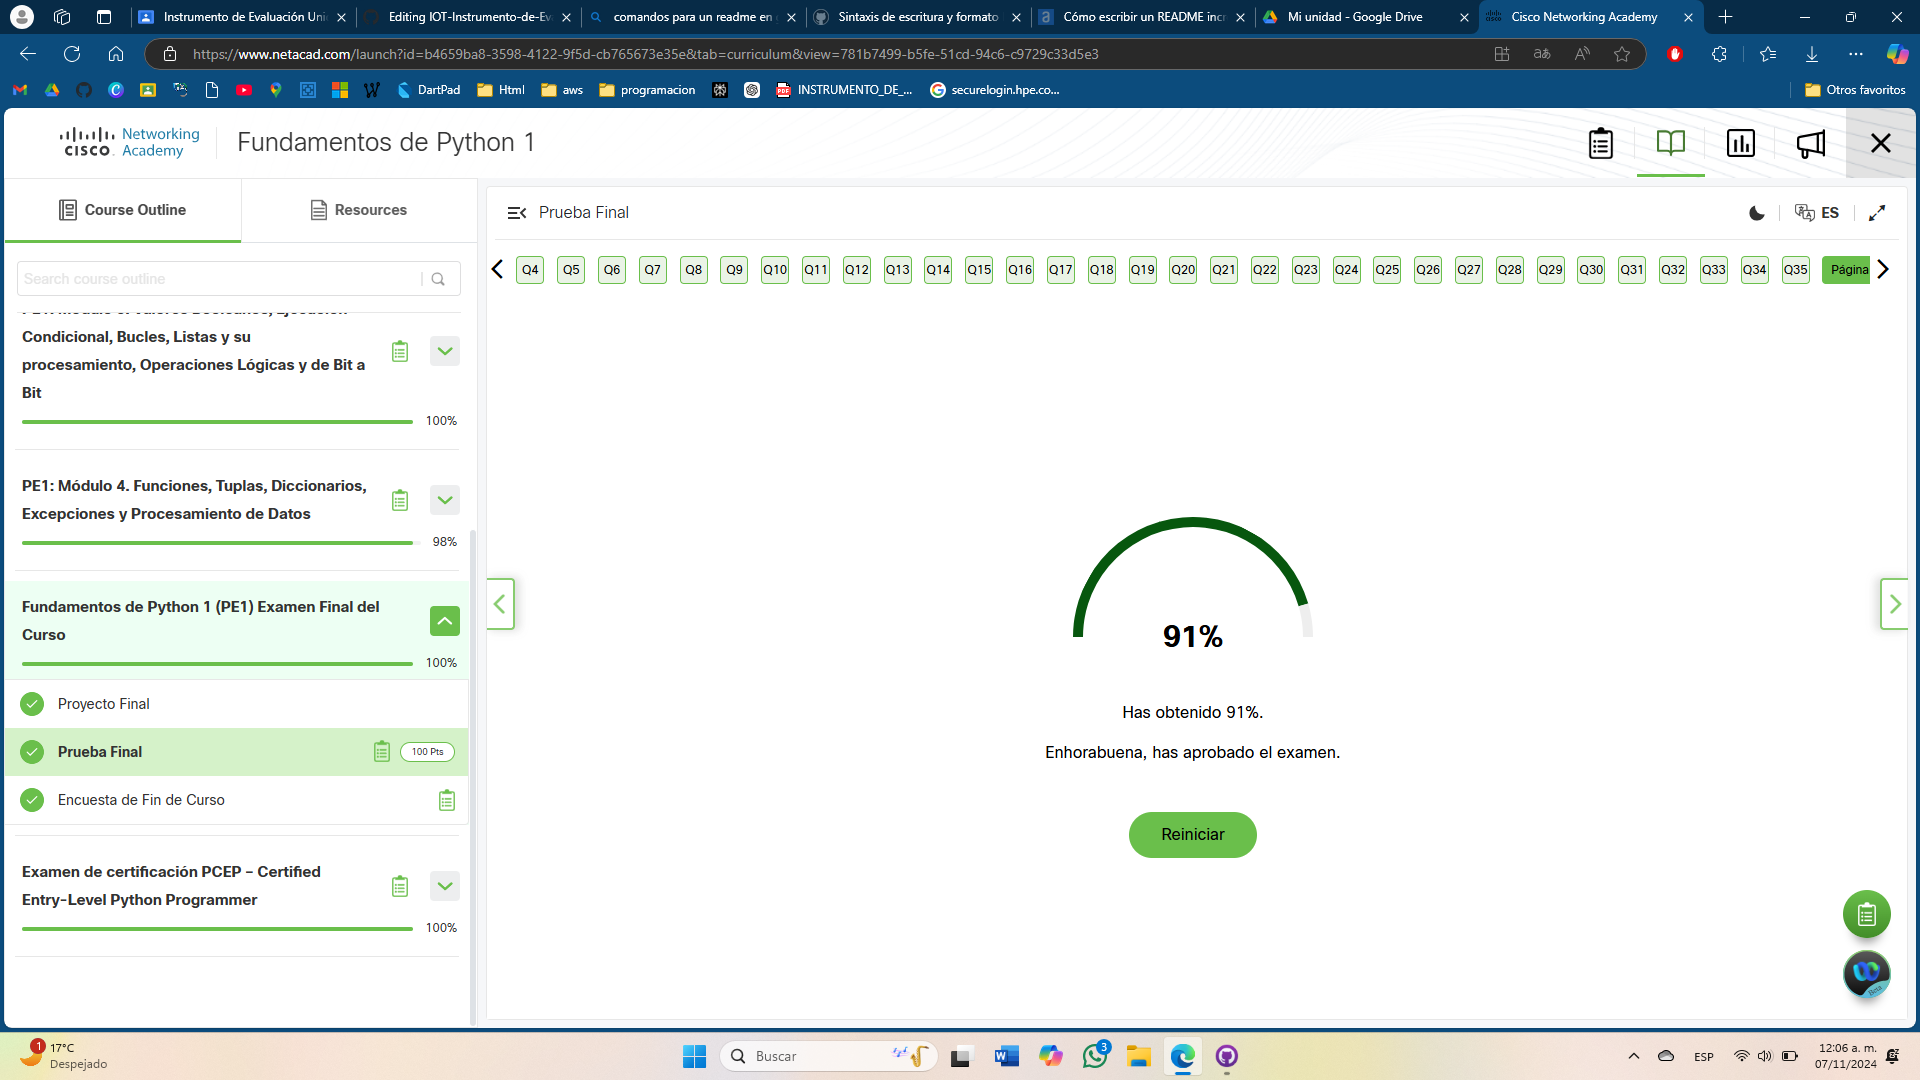 Instrumento de Evaluación Uni
Editing IOT-Instrumento-de-Ev
comandos para un readme en
Sintaxis de escritura y formato
Cómo escribir un README incr
Mi unidad - Google Drive
Cisco Networking Academy
https://www.netacad.com/launch?id=b4659ba8-3598-4122-9f5d-cb765673e35e&tab=curriculum&view=781b7499-b5fe-51cd-94c6-c9729c33d5e3
DartPad
Html
aws
programacion
INSTRUMENTO_DE_...
securelogin.hpe.co...
Otros favoritos
cisco.
Networking
Academy
Fundamentos de Python 1
Course Outline
Resources
Search course outline
Condicional, Bucles, Listas y su
procesamiento, Operaciones Lógicas y de Bit a
Bit
100%
PE1: Módulo 4. Funciones, Tuplas, Diccionarios,
Excepciones y Procesamiento de Datos
98%
Fundamentos de Python 1 (PE1) Examen Final del
Curso
100%
Proyecto Final
Prueba Final
100 Pts
Encuesta de Fin de Curso
Examen de certificación PCEP – Certified
Entry-Level Python Programmer
100%
Prueba Final
ES
Q4 Q5 Q6 Q7 Q8 Q9 Q10 Q11 Q12 Q13 Q14 Q15 Q16 Q17 Q18 Q19 Q20 Q21 Q22 Q23 Q24 Q25 Q26 Q27 Q28 Q29 Q30 Q31 Q32 Q33 Q34 Q35 Página
91%
Has obtenido 91%.
Enhorabuena, has aprobado el examen.
Reiniciar
Beta
1
17°C
Despejado
Buscar
3
ESP
12:06 a. m.
07/11/2024